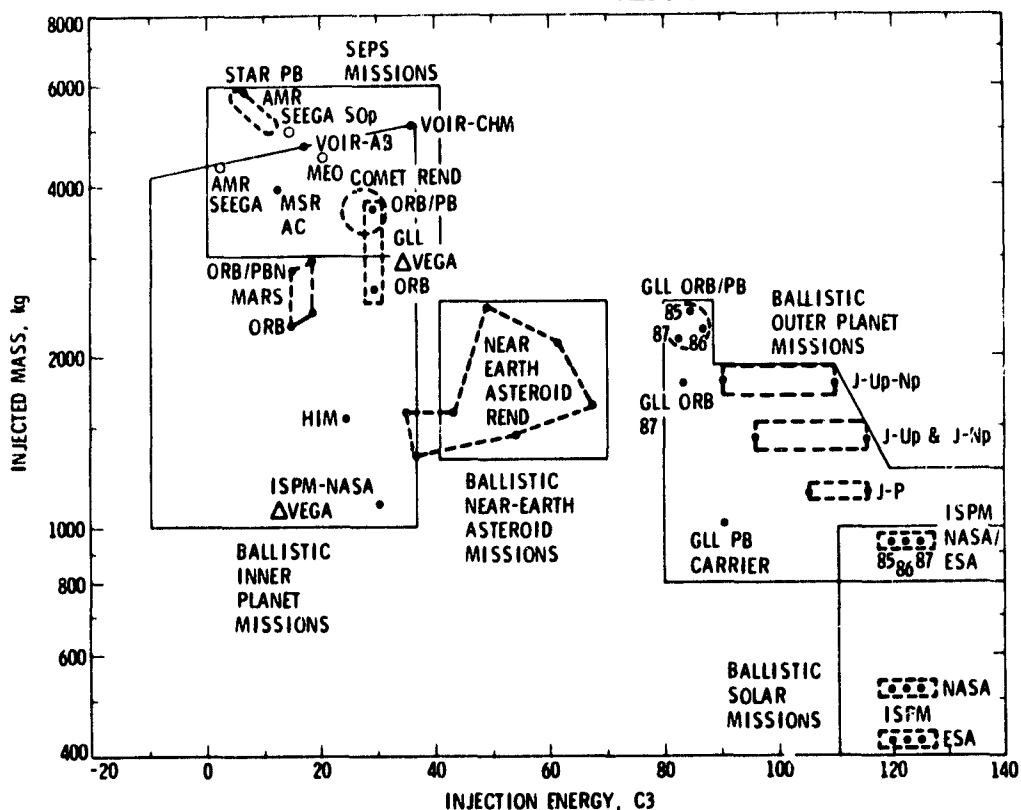 8000
6000
4000
2000
1000
800
600
400
INJECTED MASS, kg
SEPS
MISSIONS
STAR PB
AMR
SEEGA SOp
VOIR-CHM
VOIR-A3
MEO
AMR
SEEGA
MSR
AC
COMET REND
ORB/PB
GLL
ΔVEGA
ORB
ORB/PBN
MARS
ORB
HIM
ISPM-NASA
ΔVEGA
BALLISTIC
INNER
PLANET
MISSIONS
NEAR
EARTH
ASTEROID
REND
BALLISTIC
NEAR-EARTH
ASTEROID
MISSIONS
GLL ORB/PB
85
87 86
GLL ORB
87
GLL PB
CARRIER
BALLISTIC
OUTER PLANET
MISSIONS
J-Up-Np
J-Up & J-Np
J-P
ISPM
NASA/
ESA
85 86 87
BALLISTIC
SOLAR
MISSIONS
NASA
ISPM
ESA
-20 0 20 40 60 80 100 120 140
INJECTION ENERGY, C3